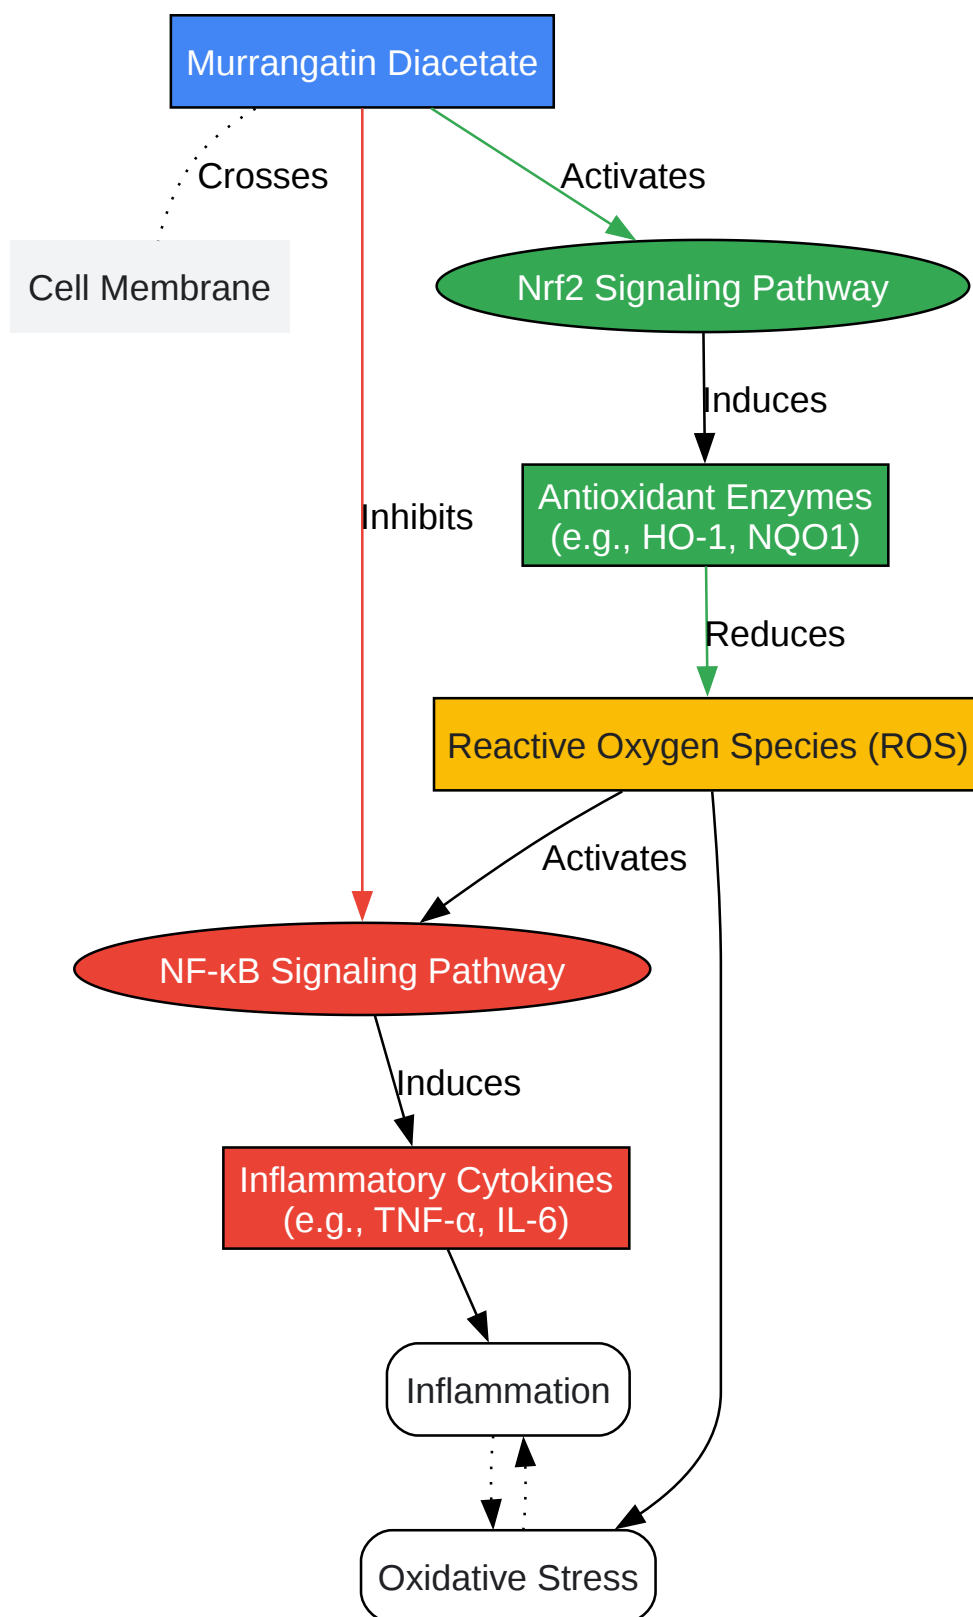 Murrangatin Diacetate
Crosses
Activates
Cell Membrane
Nrf2 Signaling Pathway
Induces
Inhibits
Antioxidant Enzymes
(e.g., HO-1, NQO1)
Reduces
Reactive Oxygen Species (ROS)
Activates
NF-κB Signaling Pathway
Induces
Inflammatory Cytokines
(e.g., TNF-α, IL-6)
Inflammation
Oxidative Stress